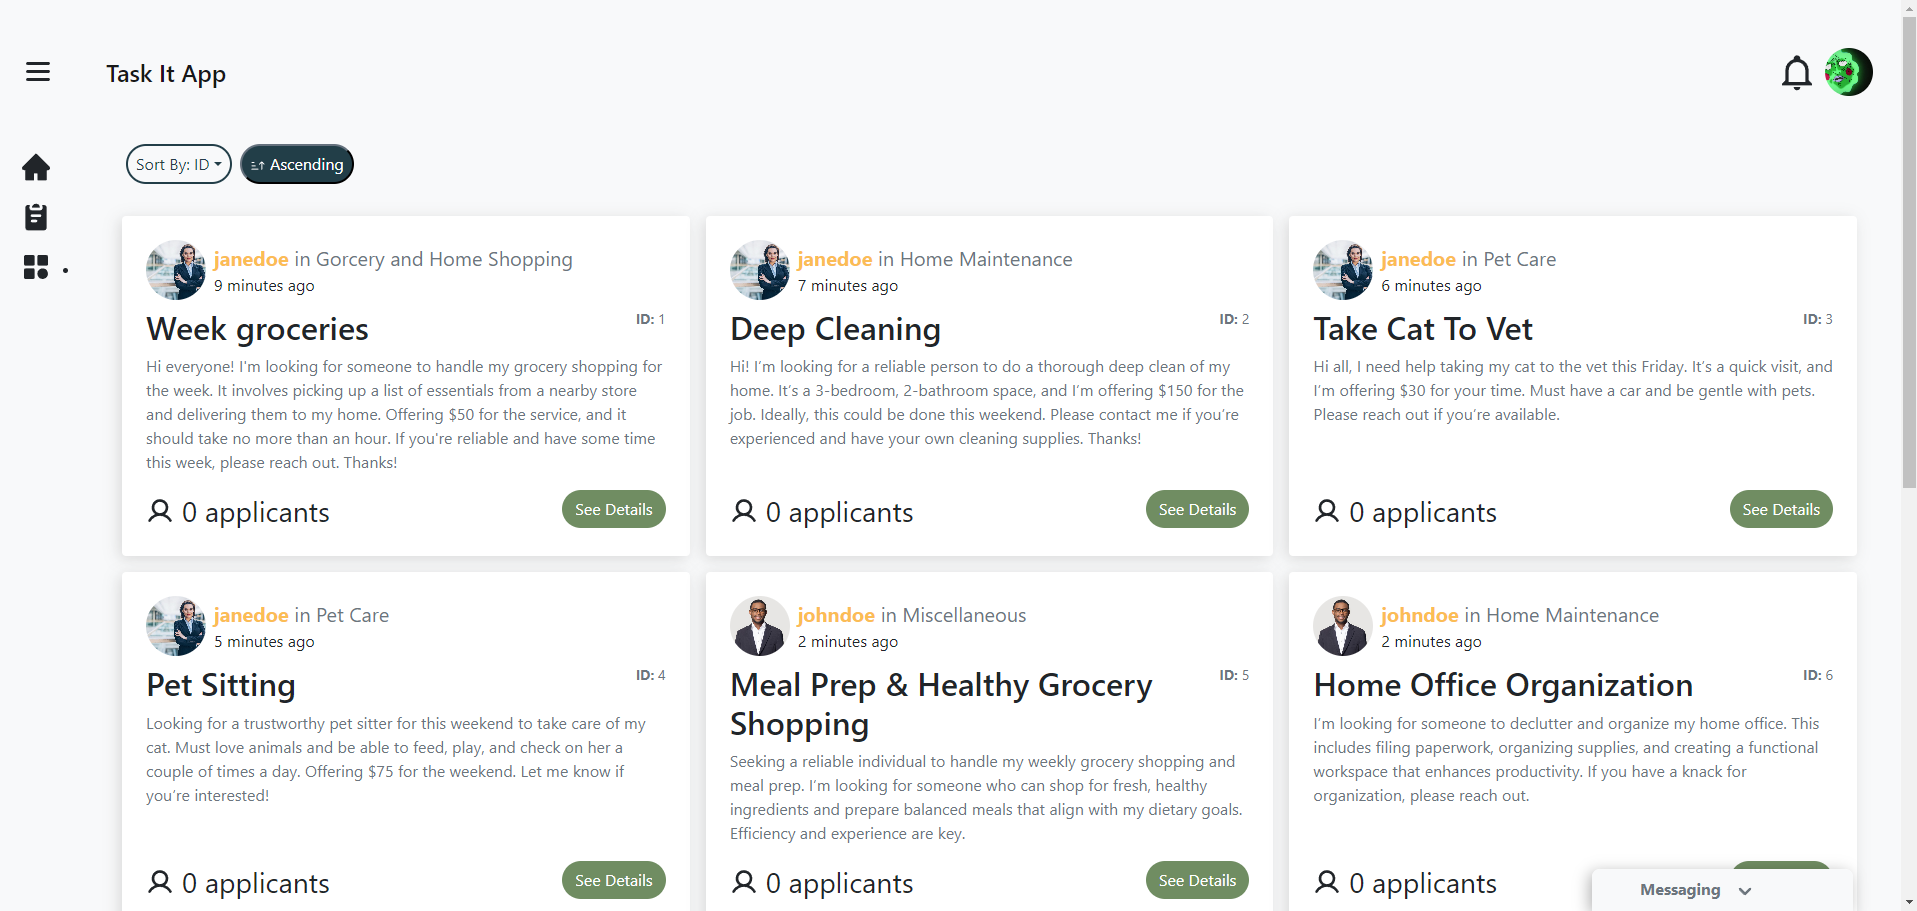 Task It App
Sort By: ID
Ascending
janedoe in Gorcery and Home Shopping
9 minutes ago
ID: 1
Week groceries
Hi everyone! I'm looking for someone to handle my grocery shopping for
the week. It involves picking up a list of essentials from a nearby store
and delivering them to my home. Offering $50 for the service, and it
should take no more than an hour. If you're reliable and have some time
this week, please reach out. Thanks!
0 applicants
See Details
janedoe in Home Maintenance
7 minutes ago
ID: 2
Deep Cleaning
Hi! I’m looking for a reliable person to do a thorough deep clean of my
home. It’s a 3-bedroom, 2-bathroom space, and I’m offering $150 for the
job. Ideally, this could be done this weekend. Please contact me if you’re
experienced and have your own cleaning supplies. Thanks!
0 applicants
See Details
janedoe in Pet Care
6 minutes ago
ID: 3
Take Cat To Vet
Hi all, I need help taking my cat to the vet this Friday. It’s a quick visit, and
I’m offering $30 for your time. Must have a car and be gentle with pets.
Please reach out if you’re available.
0 applicants
See Details
janedoe in Pet Care
5 minutes ago
ID: 4
Pet Sitting
Looking for a trustworthy pet sitter for this weekend to take care of my
cat. Must love animals and be able to feed, play, and check on her a
couple of times a day. Offering $75 for the weekend. Let me know if
you’re interested!
0 applicants
See Details
johndoe in Miscellaneous
2 minutes ago
ID: 5
Meal Prep & Healthy Grocery
Shopping
Seeking a reliable individual to handle my weekly grocery shopping and
meal prep. I’m looking for someone who can shop for fresh, healthy
ingredients and prepare balanced meals that align with my dietary goals.
Efficiency and experience are key.
0 applicants
See Details
johndoe in Home Maintenance
2 minutes ago
ID: 6
Home Office Organization
I’m looking for someone to declutter and organize my home office. This
includes filing paperwork, organizing supplies, and creating a functional
workspace that enhances productivity. If you have a knack for
organization, please reach out.
0 applicants
Messaging